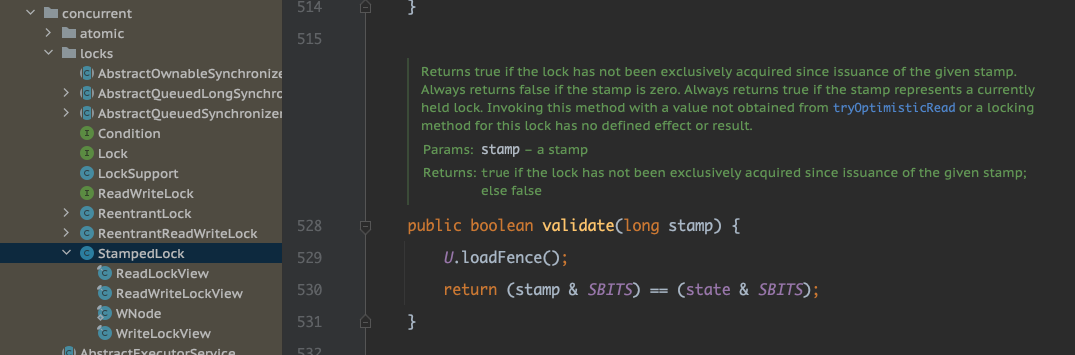 concurrent
atomic
locks
AbstractOwnableSynchronize
AbstractQueuedLongSynchro
AbstractQueuedSynchronizer
Condition
Lock
LockSupport
ReadWriteLock
ReentrantLock
ReentrantReadWriteLock
StampedLock
ReadLockView
ReadWriteLockView
WNode
WriteLockView
AbstractExecutorService
514 }
515
Returns true if the lock has not been exclusively acquired since issuance of the given stamp.
Always returns false if the stamp is zero. Always returns true if the stamp represents a currently
held lock. Invoking this method with a value not obtained from tryOptimisticRead or a locking
method for this lock has no defined effect or result.
Params: stamp – a stamp
Returns: true if the lock has not been exclusively acquired since issuance of the given stamp;
else false
528 public boolean validate(long stamp) {
529 U.loadFence();
530 return (stamp & SBITS) == (state & SBITS);
531 }
532